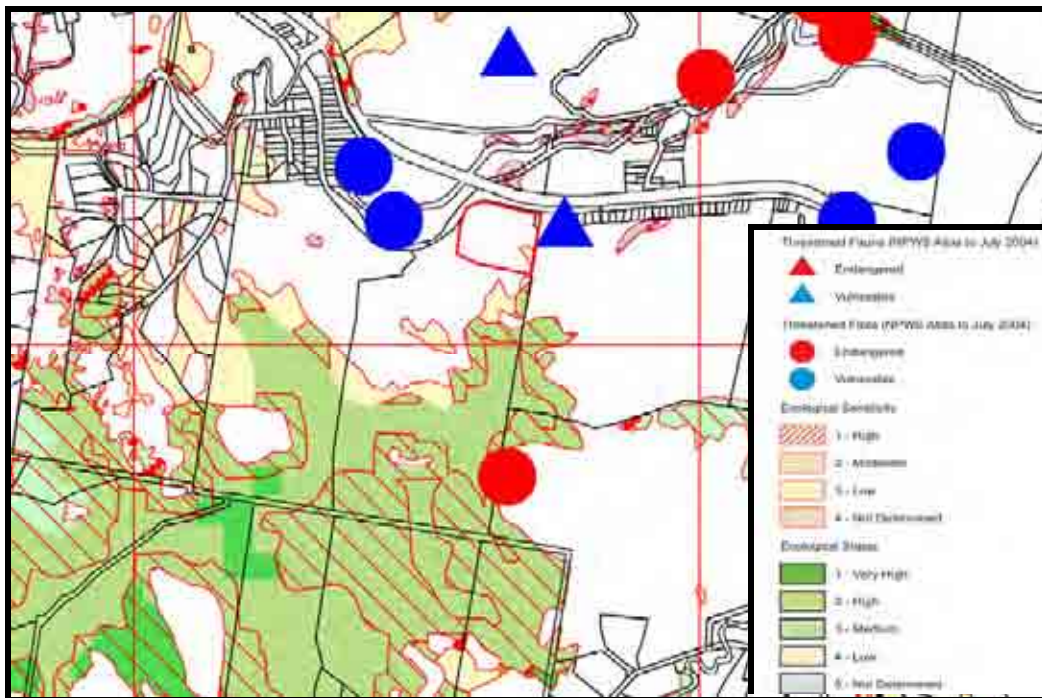 Threatened Fauna (NPWS Atlas to July 2004)
Endangered
Vulnerable
Threatened Flora (NPWS Atlas to July 2004)
Endangered
Vulnerable
Ecological Sensitivity
1 - High
2 - Moderate
3 - Low
4 - Not Determined
Ecological Status
1 - Very High
2 - High
3 - Medium
4 - Low
5 - Not Determined